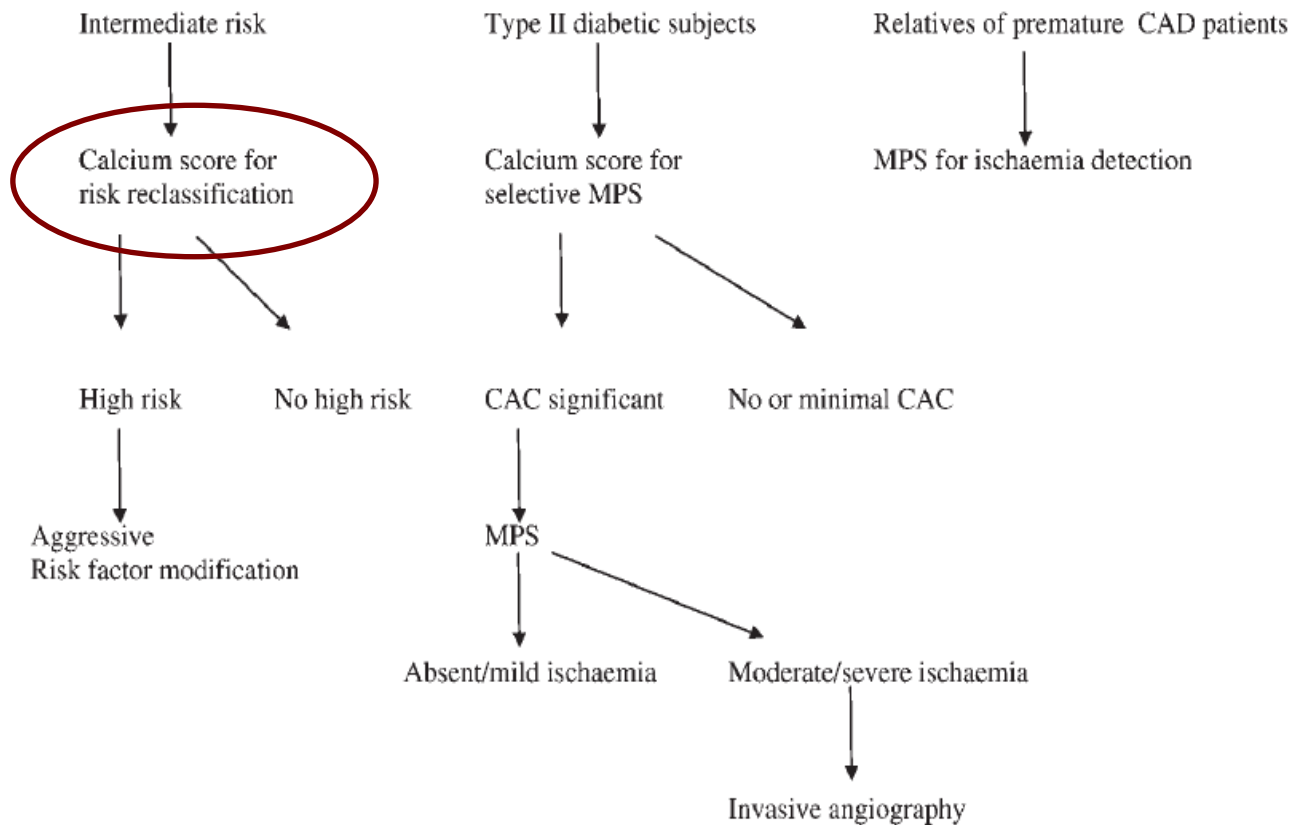 Intermediate risk
Type II diabetic subjects
Relatives of premature CAD patients
Calcium score for
risk reclassification
Calcium score for
selective MPS
MPS for ischaemia detection
High risk
No high risk
CAC significant
No or minimal CAC
Aggressive
Risk factor modification
MPS
Absent/mild ischaemia
Moderate/severe ischaemia
Invasive angiography